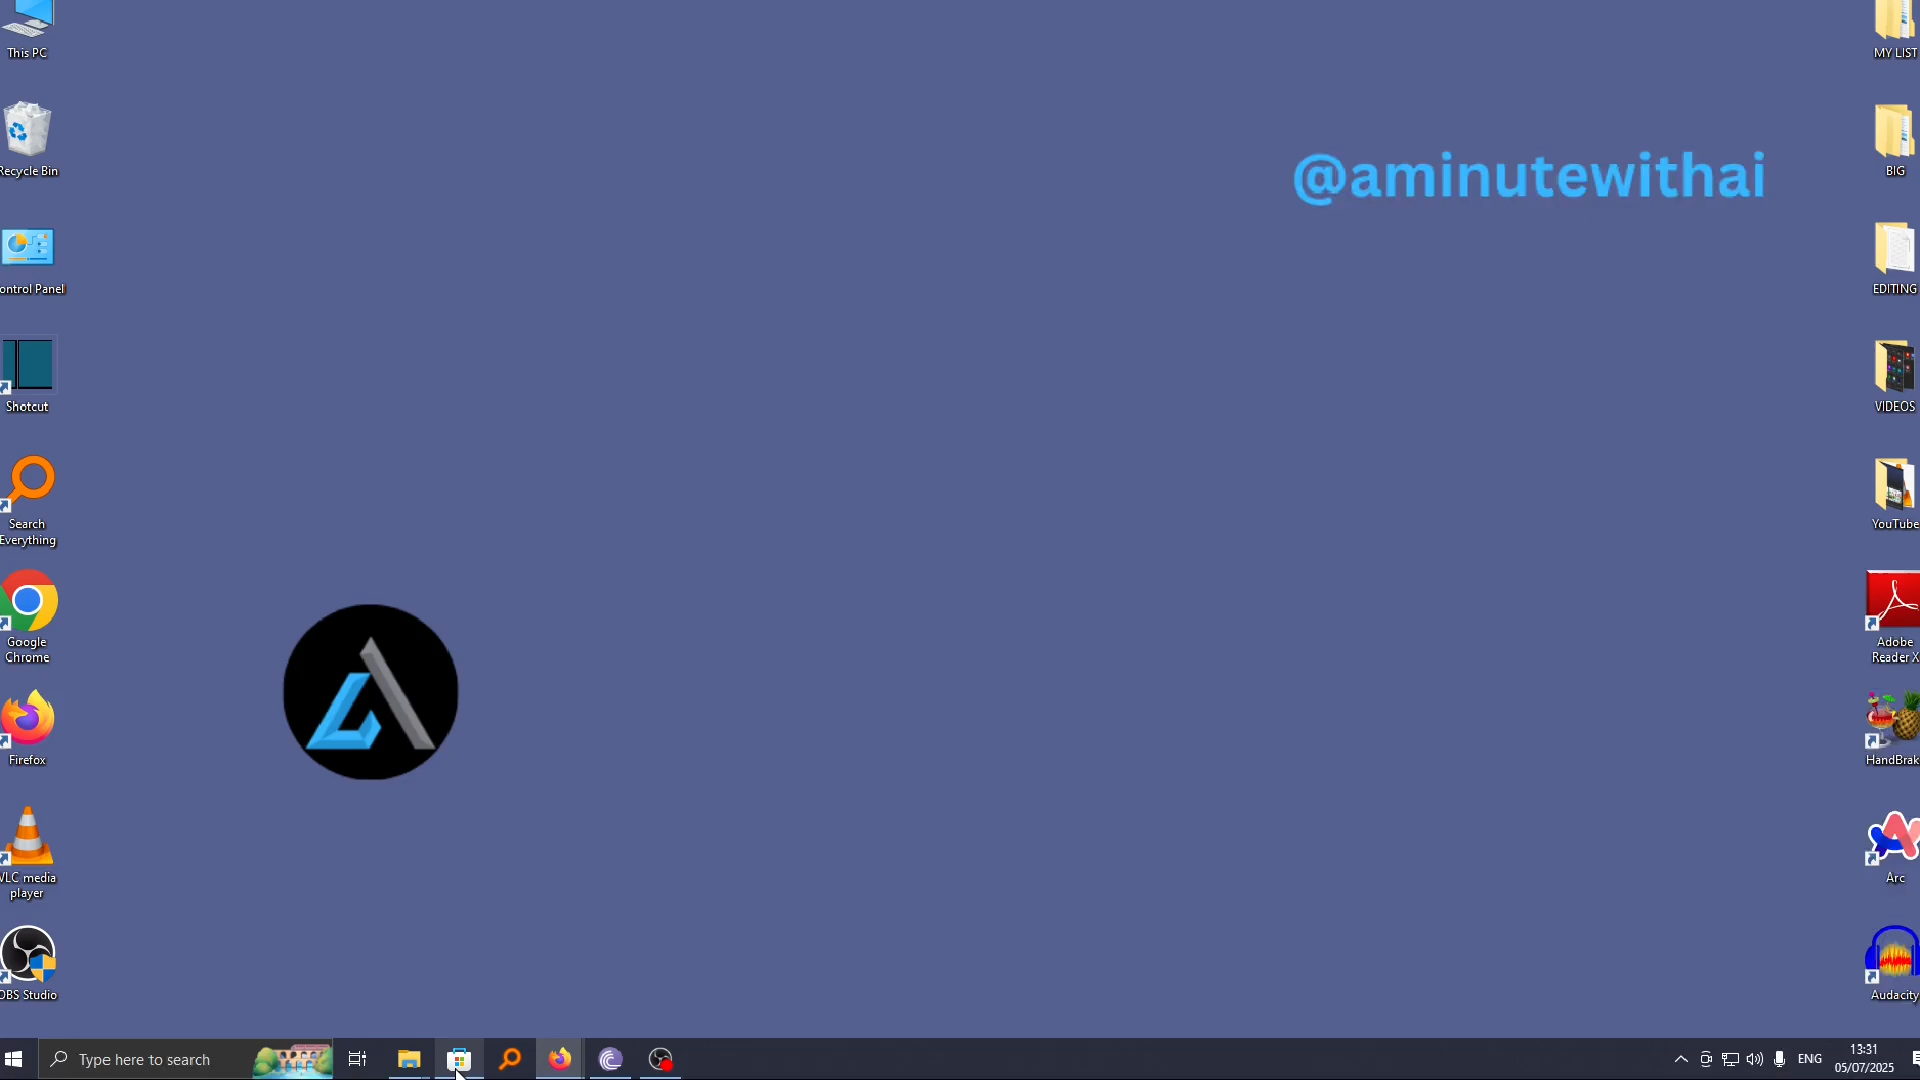 This PC
Recycle Bin
ontrol Panel
Shotcut
Search
Everything
Google
Chrome
Firefox
VLC media
player
OBS Studio
@aminutewithai
MY LIST
BIG
EDITING
VIDEOS
YouTube
Adobe
Reader X
HandBrak
Arc
Audacity
Type here to search
ENG
13:31
05/07/2025